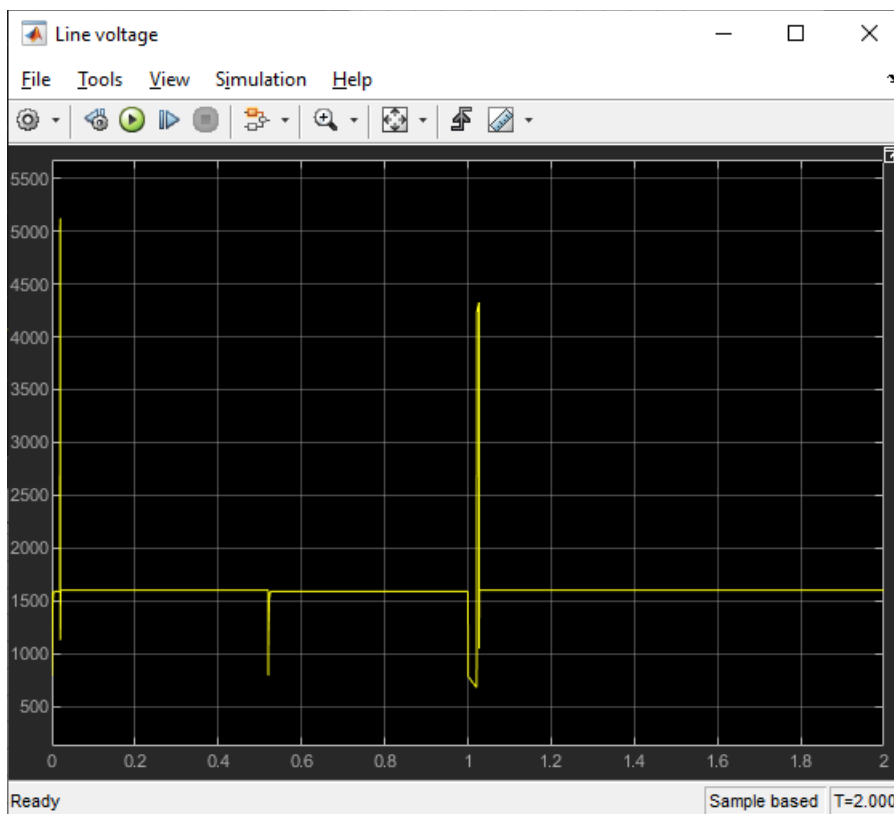 Line voltage
File Tools View Simulation Help
5500
5000
4500
4000
3500
3000
2500
2000
1500
1000
500
0 0.2 0.4 0.6 0.8 1 1.2 1.4 1.6 1.8 2
Ready Sample based T=2.000